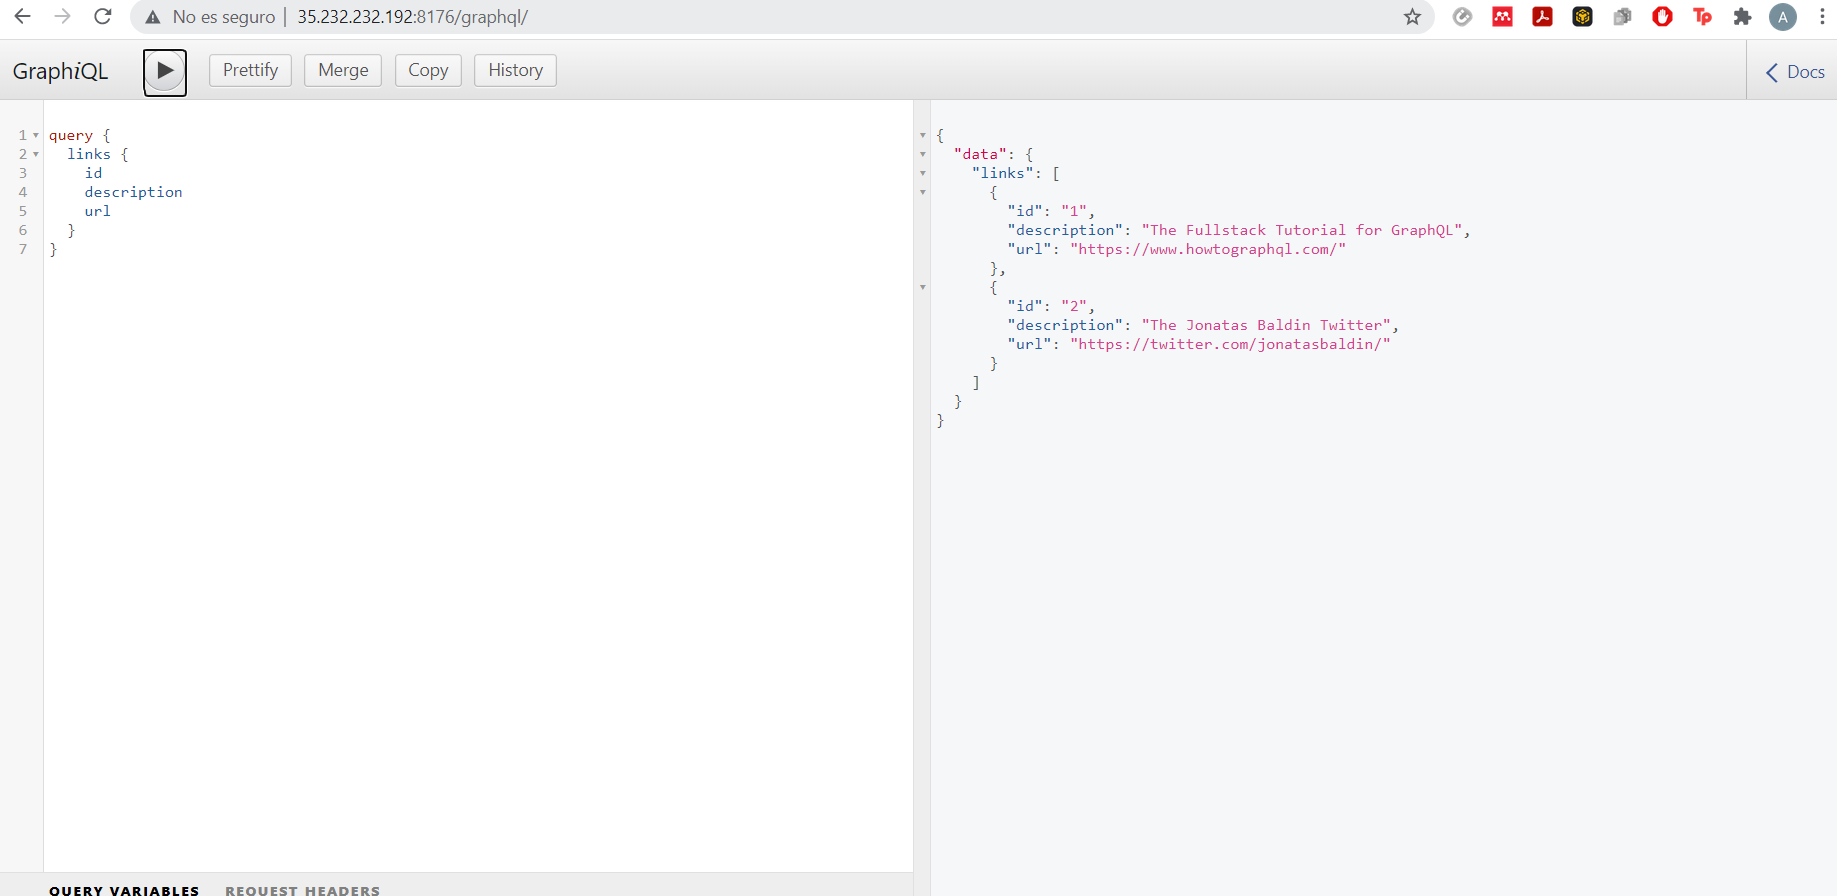 No es seguro | 35.232.232.192:8176/graphql/
A
GraphiQL
Prettify
Merge
Copy
History
Docs
1 query {
2   links {
3     id
4     description
5     url
6   }
7 }
{
  "data": {
    "links": [
      {
        "id": "1",
        "description": "The Fullstack Tutorial for GraphQL",
        "url": "https://www.howtographql.com/"
      },
      {
        "id": "2",
        "description": "The Jonatas Baldin Twitter",
        "url": "https://twitter.com/jonatasbaldin/"
      }
    ]
  }
}
QUERY VARIABLES
REQUEST HEADERS